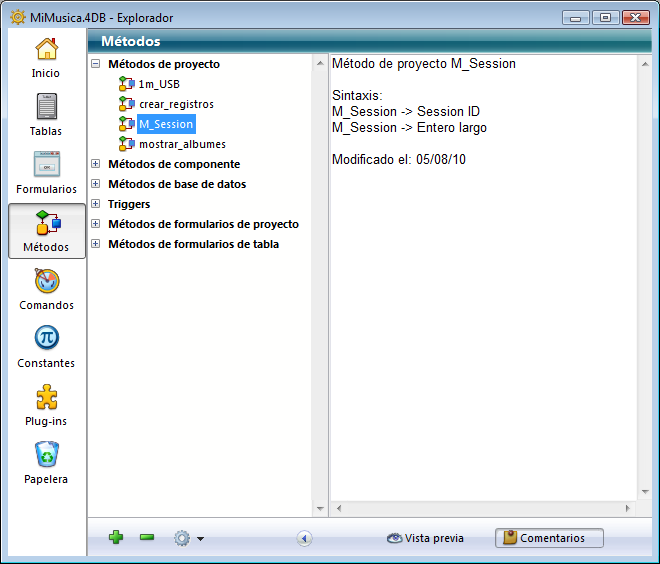 MiMusica.4DB - Explorador
Inicio
Tablas
Formularios
Métodos
Comandos
Constantes
Plug-ins
Papelera
Métodos
Métodos de proyecto
1m_USB
crear_registros
M_Session
mostrar_albumes
Métodos de componente
Métodos de base de datos
Triggers
Métodos de formularios de proyecto
Métodos de formularios de tabla
Método de proyecto M_Session
Sintaxis:
M_Session -> Session ID
M_Session -> Entero largo
Modificado el: 05/08/10
Vista previa
Comentarios